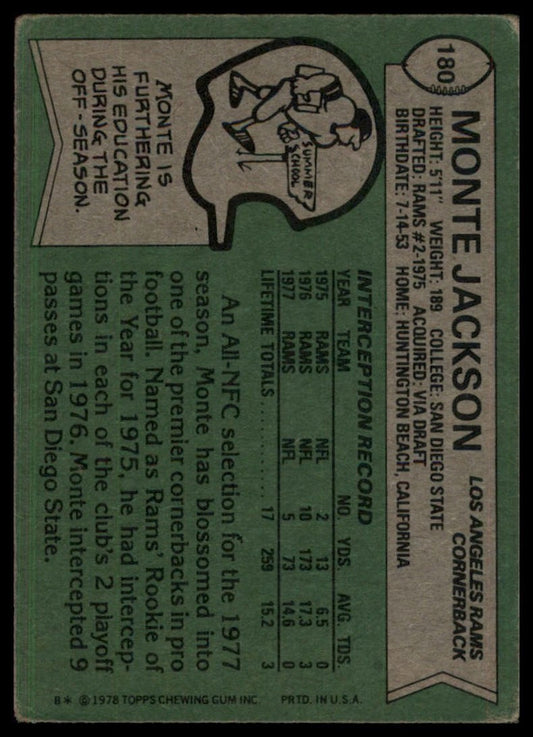 180
MONTE JACKSON
LOS ANGELES RAMS
CORNERBACK
HEIGHT: 5'11" WEIGHT: 189 COLLEGE: SAN DIEGO STATE
DRAFTED: RAMS #2-1975 ACQUIRED: VIA DRAFT
BIRTHDATE: 7-14-53 HOME: HUNTINGTON BEACH, CALIFORNIA
SUMMER
SCHOOL
MONTE IS
FURTHERING
HIS EDUCATION
DURING THE
OFF-SEASON.
INTERCEPTION RECORD
YEAR TEAM NO. YDS. AVG. TDS.
1975 RAMS NFL 2 13 6.5 0
1976 RAMS NFL 10 173 17.3 3
1977 RAMS NFL 5 73 14.6 0
LIFETIME TOTALS . . . . . . . . . . 17 259 15.2 3
An All-NFC selection for the 1977
season, Monte has blossomed into
one of the premier cornerbacks in pro
football. Named as Rams' Rookie of
the Year for 1975, he had intercep-
tions in each of the club's 2 playoff
games in 1976. Monte intercepted 9
passes at San Diego State.
B* © 1978 TOPPS CHEWING GUM INC. PRTD. IN U.S.A.